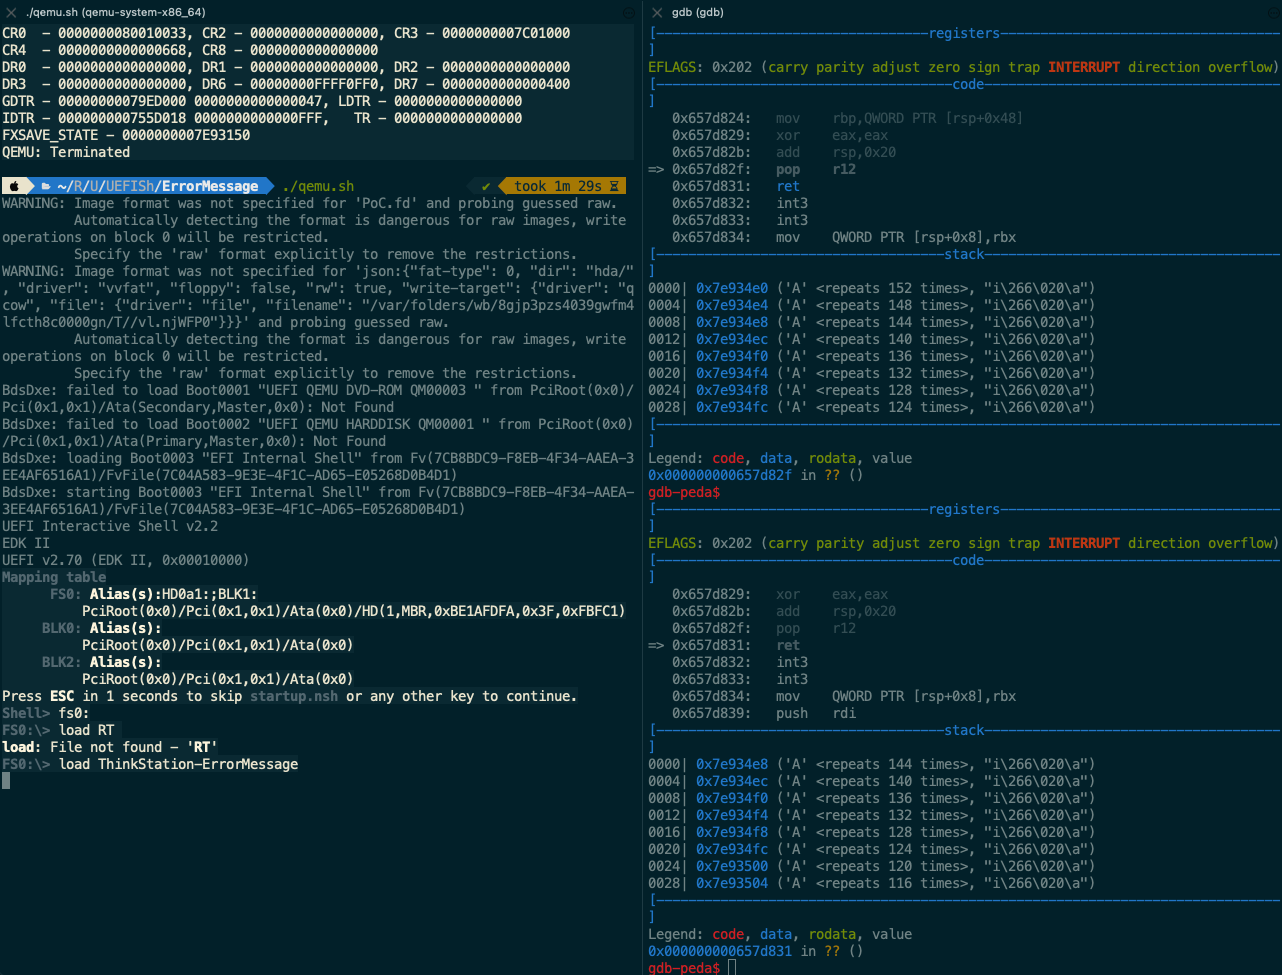 ./qemu.sh (qemu-system-x86_64)
CR0  - 0000000080010033, CR2 - 0000000000000000, CR3 - 000000007C01000
CR4  - 0000000000000668, CR8 - 0000000000000000
DR0  - 0000000000000000, DR1 - 0000000000000000, DR2 - 0000000000000000
DR3  - 0000000000000000, DR6 - 00000000FFFF0FF0, DR7 - 0000000000000400
GDTR - 00000000079ED000 0000000000000047, LDTR - 0000000000000000
IDTR - 000000000755D018 0000000000000FFF,   TR - 0000000000000000
FXSAVE_STATE - 0000000007E93150
QEMU: Terminated
~/R/U/UEFISh/ErrorMessage ./qemu.sh ✔ took 1m 29s
WARNING: Image format was not specified for 'PoC.fd' and probing guessed raw.
         Automatically detecting the format is dangerous for raw images, write
operations on block 0 will be restricted.
         Specify the 'raw' format explicitly to remove the restrictions.
WARNING: Image format was not specified for 'json:{"fat-type": 0, "dir": "hda/"
, "driver": "vvfat", "floppy": false, "rw": true, "write-target": {"driver": "q
cow", "file": {"driver": "file", "filename": "/var/folders/wb/8gjp3pzs4039gwfm4
lfcth8c0000gn/T//vl.njWFP0"}}}' and probing guessed raw.
         Automatically detecting the format is dangerous for raw images, write
operations on block 0 will be restricted.
         Specify the 'raw' format explicitly to remove the restrictions.
BdsDxe: failed to load Boot0001 "UEFI QEMU DVD-ROM QM00003 " from PciRoot(0x0)/
Pci(0x1,0x1)/Ata(Secondary,Master,0x0): Not Found
BdsDxe: failed to load Boot0002 "UEFI QEMU HARDDISK QM00001 " from PciRoot(0x0)
/Pci(0x1,0x1)/Ata(Primary,Master,0x0): Not Found
BdsDxe: loading Boot0003 "EFI Internal Shell" from Fv(7CB8BDC9-F8EB-4F34-AAEA-3
EE4AF6516A1)/FvFile(7C04A583-9E3E-4F1C-AD65-E05268D0B4D1)
BdsDxe: starting Boot0003 "EFI Internal Shell" from Fv(7CB8BDC9-F8EB-4F34-AAEA-
3EE4AF6516A1)/FvFile(7C04A583-9E3E-4F1C-AD65-E05268D0B4D1)
UEFI Interactive Shell v2.2
EDK II
UEFI v2.70 (EDK II, 0x00010000)
Mapping table
      FS0: Alias(s):HD0a1:;BLK1:
          PciRoot(0x0)/Pci(0x1,0x1)/Ata(0x0)/HD(1,MBR,0xBE1AFDFA,0x3F,0xFBFC1)
     BLK0: Alias(s):
          PciRoot(0x0)/Pci(0x1,0x1)/Ata(0x0)
     BLK2: Alias(s):
          PciRoot(0x0)/Pci(0x1,0x1)/Ata(0x0)
Press ESC in 1 seconds to skip startup.nsh or any other key to continue.
Shell> fs0:
FS0:\> load RT
load: File not found - 'RT'
FS0:\> load ThinkStation-ErrorMessage
gdb (gdb)
[----------------------------------registers-----------------------------------
]
EFLAGS: 0x202 (carry parity adjust zero sign trap INTERRUPT direction overflow)
[-------------------------------------code-------------------------------------
]
   0x657d824:   mov    rbp,QWORD PTR [rsp+0x48]
   0x657d829:   xor    eax,eax
   0x657d82b:   add    rsp,0x20
=> 0x657d82f:   pop    r12
   0x657d831:   ret
   0x657d832:   int3
   0x657d833:   int3
   0x657d834:   mov    QWORD PTR [rsp+0x8],rbx
[------------------------------------stack-------------------------------------
]
0000| 0x7e934e0 ('A' <repeats 152 times>, "i\266\020\a")
0004| 0x7e934e4 ('A' <repeats 148 times>, "i\266\020\a")
0008| 0x7e934e8 ('A' <repeats 144 times>, "i\266\020\a")
0012| 0x7e934ec ('A' <repeats 140 times>, "i\266\020\a")
0016| 0x7e934f0 ('A' <repeats 136 times>, "i\266\020\a")
0020| 0x7e934f4 ('A' <repeats 132 times>, "i\266\020\a")
0024| 0x7e934f8 ('A' <repeats 128 times>, "i\266\020\a")
0028| 0x7e934fc ('A' <repeats 124 times>, "i\266\020\a")
[------------------------------------------------------------------------------
]
Legend: code, data, rodata, value
0x000000000657d82f in ?? ()
gdb-peda$
[----------------------------------registers-----------------------------------
]
EFLAGS: 0x202 (carry parity adjust zero sign trap INTERRUPT direction overflow)
[-------------------------------------code-------------------------------------
]
   0x657d829:   xor    eax,eax
   0x657d82b:   add    rsp,0x20
   0x657d82f:   pop    r12
=> 0x657d831:   ret
   0x657d832:   int3
   0x657d833:   int3
   0x657d834:   mov    QWORD PTR [rsp+0x8],rbx
   0x657d839:   push   rdi
[------------------------------------stack-------------------------------------
]
0000| 0x7e934e8 ('A' <repeats 144 times>, "i\266\020\a")
0004| 0x7e934ec ('A' <repeats 140 times>, "i\266\020\a")
0008| 0x7e934f0 ('A' <repeats 136 times>, "i\266\020\a")
0012| 0x7e934f4 ('A' <repeats 132 times>, "i\266\020\a")
0016| 0x7e934f8 ('A' <repeats 128 times>, "i\266\020\a")
0020| 0x7e934fc ('A' <repeats 124 times>, "i\266\020\a")
0024| 0x7e93500 ('A' <repeats 120 times>, "i\266\020\a")
0028| 0x7e93504 ('A' <repeats 116 times>, "i\266\020\a")
[------------------------------------------------------------------------------
]
Legend: code, data, rodata, value
0x000000000657d831 in ?? ()
gdb-peda$